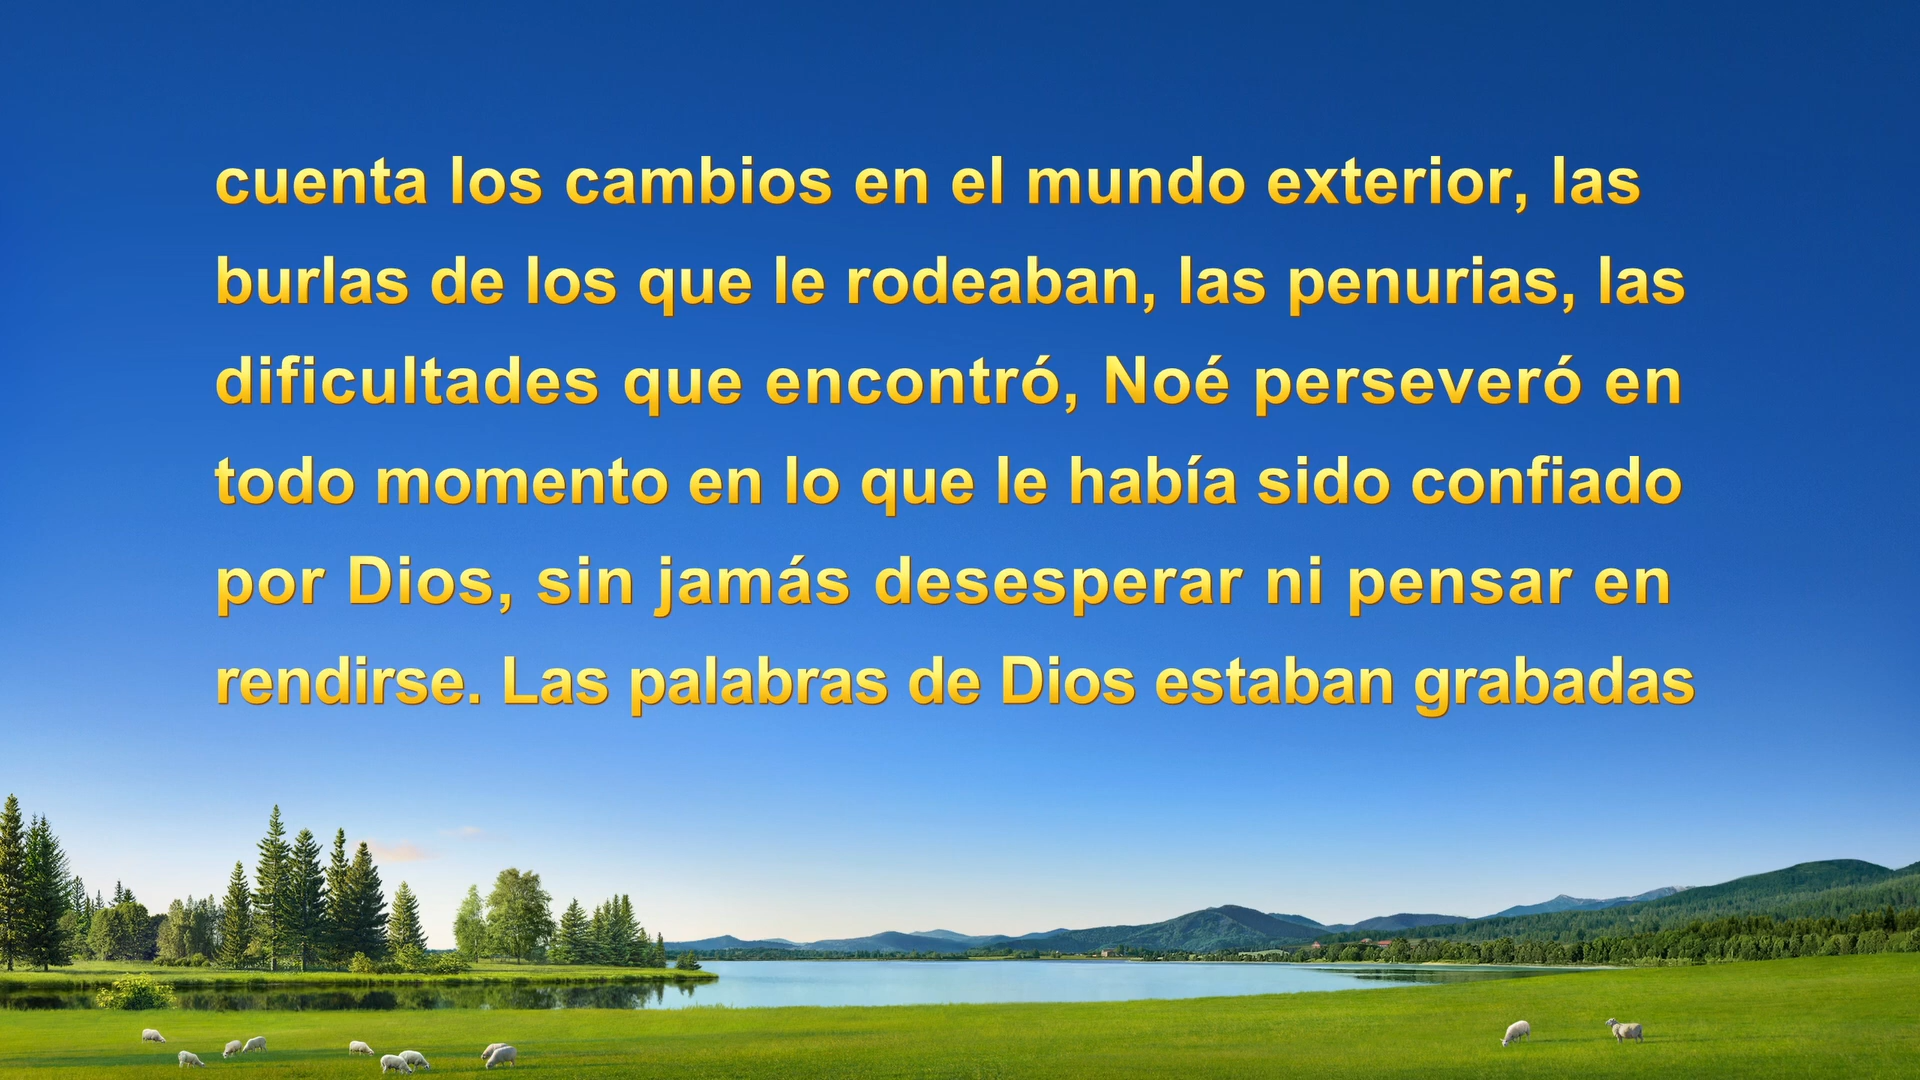 cuenta los cambios en el mundo exterior, las
burlas de los que le rodeaban, las penurias, las
dificultades que encontró, Noé perseveró en
todo momento en lo que le había sido confiado
por Dios, sin jamás desesperar ni pensar en
rendirse. Las palabras de Dios estaban grabadas